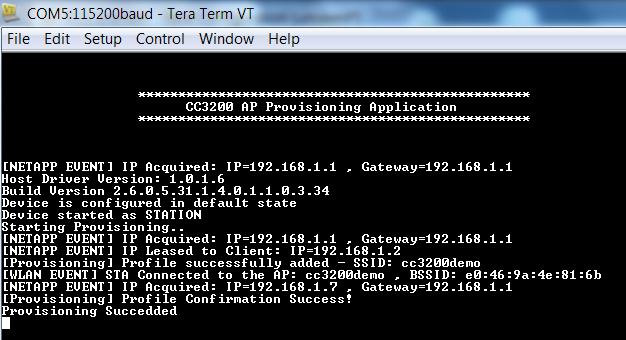 COM5:115200baud - Tera Term VT
File Edit Setup Control Window Help
*************************************************
CC3200 AP Provisioning Application
*************************************************
[NETAPP EVENT] IP Acquired: IP=192.168.1.1 , Gateway=192.168.1.1
Host Driver Version: 1.0.1.6
Build Version 2.6.0.5.31.1.4.0.1.1.0.3.34
Device is configured in default state
Device started as STATION
Starting Provisioning..
[NETAPP EVENT] IP Acquired: IP=192.168.1.1 , Gateway=192.168.1.1
[NETAPP EVENT] IP Leased to Client: IP=192.168.1.2
[Provisioning] Profile successfully added - SSID: cc3200demo
[WLAN EVENT] STA Connected to the AP: cc3200demo , BSSID: e0:46:9a:4e:81:6b
[NETAPP EVENT] IP Acquired: IP=192.168.1.7 , Gateway=192.168.1.1
[Provisioning] Profile Confirmation Success!
Provisioning Succedded